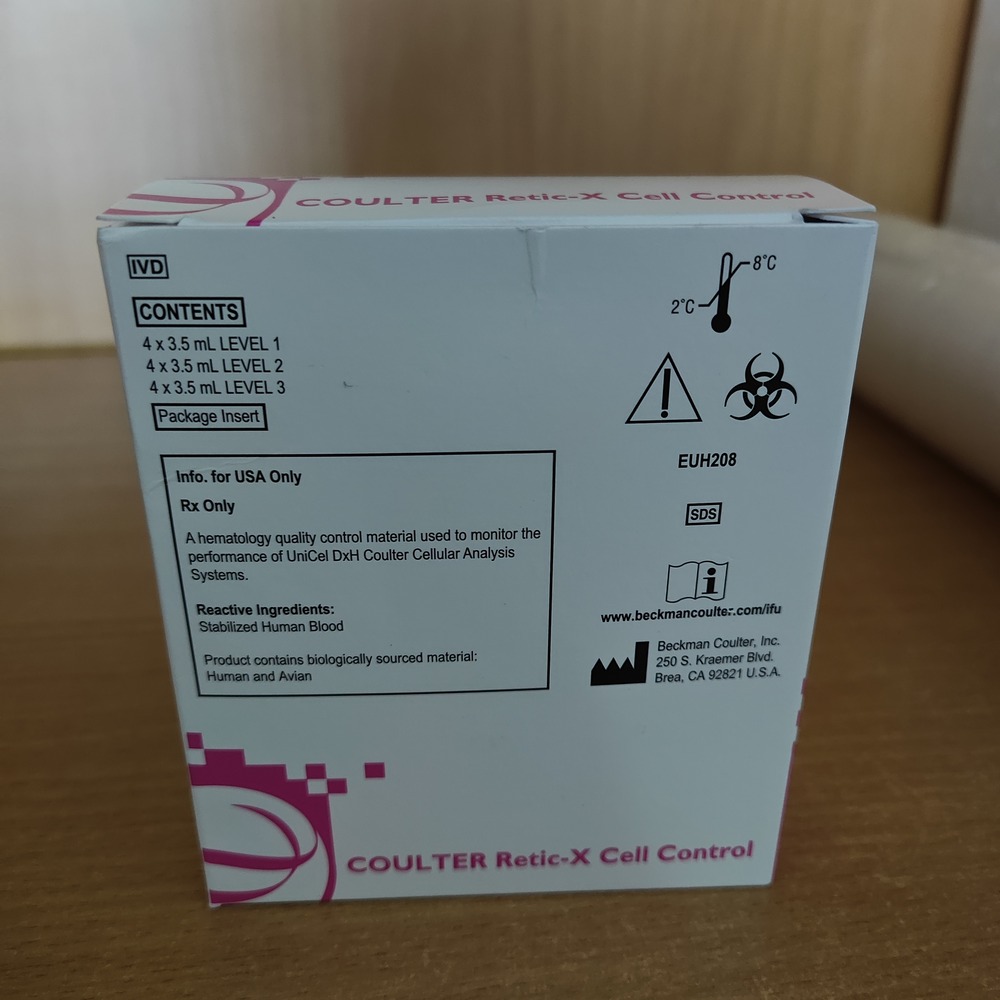 COULTER Retic-X Cell Control
IVD
CONTENTS
4 x 3.5 mL LEVEL 1
4 x 3.5 mL LEVEL 2
4 x 3.5 mL LEVEL 3
Package Insert
8°C
2°C
EUH208
SDS
i
www.beckmancoulter.com/ifu
Beckman Coulter, Inc.
250 S. Kraemer Blvd.
Brea, CA 92821 U.S.A.
Info. for USA Only
Rx Only
A hematology quality control material used to monitor the
performance of UniCel DxH Coulter Cellular Analysis
Systems.
Reactive Ingredients:
Stabilized Human Blood
Product contains biologically sourced material:
Human and Avian
COULTER Retic-X Cell Control